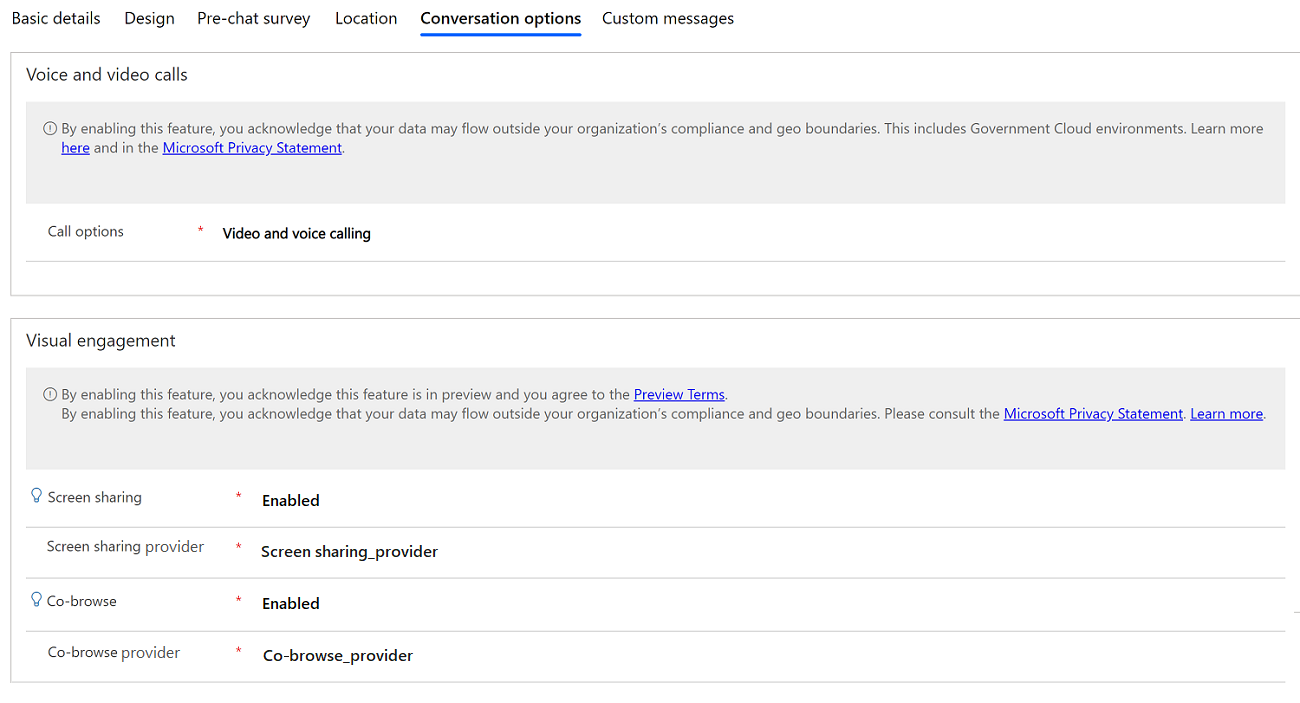 Basic details Design Pre-chat survey Location Conversation options Custom messages
Voice and video calls
By enabling this feature, you acknowledge that your data may flow outside your organization's compliance and geo boundaries. This includes Government Cloud environments. Learn more
here and in the Microsoft Privacy Statement.
Call options * Video and voice calling
Visual engagement
By enabling this feature, you acknowledge this feature is in preview and you agree to the Preview Terms.
By enabling this feature, you acknowledge that your data may flow outside your organization's compliance and geo boundaries. Please consult the Microsoft Privacy Statement. Learn more.
Screen sharing * Enabled
Screen sharing provider * Screen sharing_provider
Co-browse * Enabled
Co-browse provider * Co-browse_provider